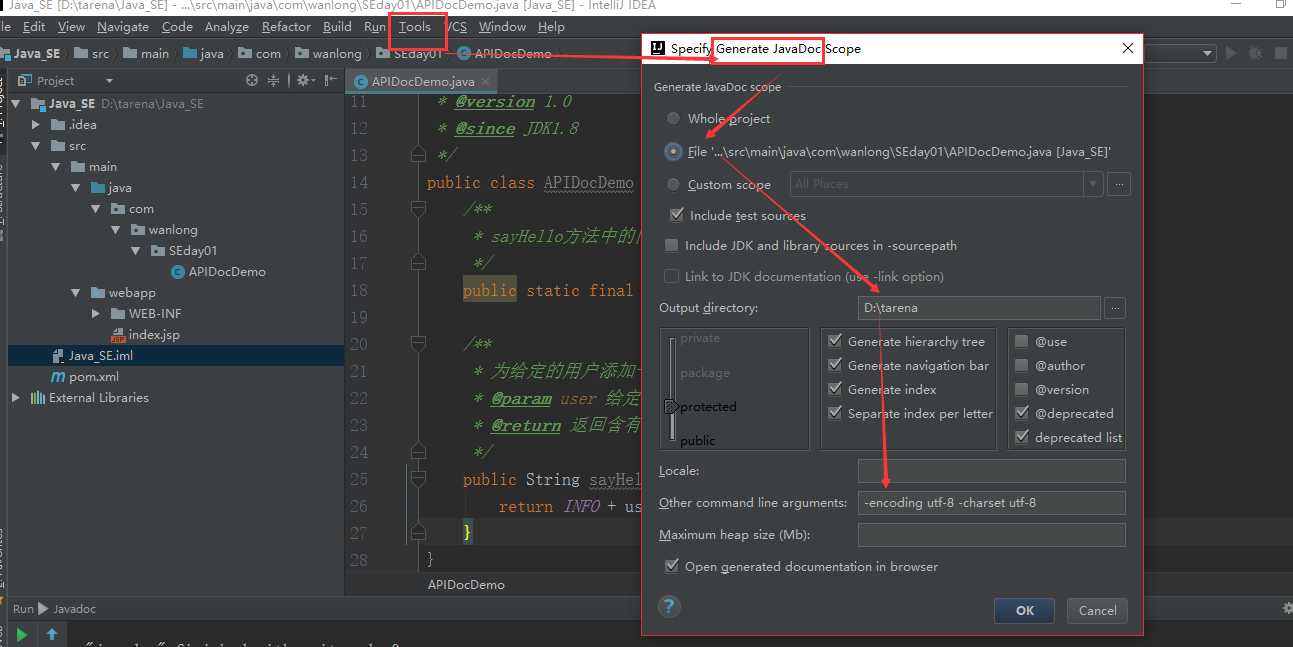 Java_SE [D:\tarena\Java_SE] - ...\src\main\java\com\wanlong\SEday01\APIDocDemo.java [Java_SE] - IntelliJ IDEA
Edit View Navigate Code Analyze Refactor Build Run Tools VCS Window Help
Java_SE src main java com wanlong SEday01 APIDocDemo
Project
APIDocDemo.java
Java_SE D:\tarena\Java_SE
.idea
src
main
java
com
wanlong
SEday01
APIDocDemo
webapp
WEB-INF
index.jsp
Java_SE.iml
pom.xml
External Libraries
11 * @version 1.0
12 * @since JDK1.8
13 */
14 public class APIDocDemo
15 /**
16 * sayHello方法中的
17 */
18 public static final
19
20 /**
21 * 为给定的用户添加
22 * @param user 给定
23 * @return 返回含有
24 */
25 public String sayHel
26 return INFO + us
27 }
28 }
APIDocDemo
Run Javadoc
Specify Generate JavaDoc Scope
Generate JavaDoc scope
Whole project
File '...\src\main\java\com\wanlong\SEday01\APIDocDemo.java [Java_SE]'
Custom scope All Places ...
Include test sources
Include JDK and library sources in -sourcepath
Link to JDK documentation (use -link option)
Output directory: D:\tarena ...
private
package
protected
public
Generate hierarchy tree
Generate navigation bar
Generate index
Separate index per letter
@use
@author
@version
@deprecated
deprecated list
Locale:
Other command line arguments: -encoding utf-8 -charset utf-8
Maximum heap size (Mb):
Open generated documentation in browser
?
OK Cancel